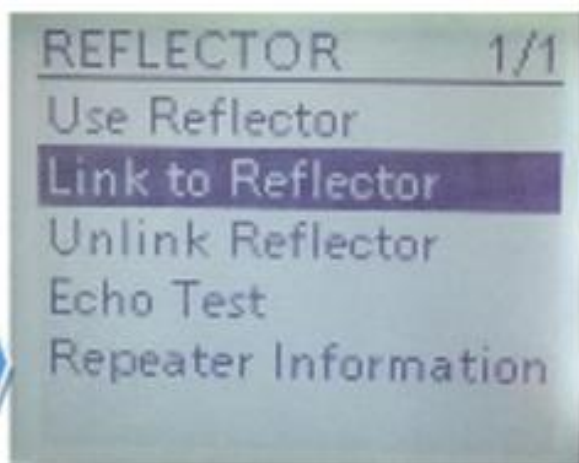 REFLECTOR 1/1
Use Reflector
Link to Reflector
Unlink Reflector
Echo Test
Repeater Information